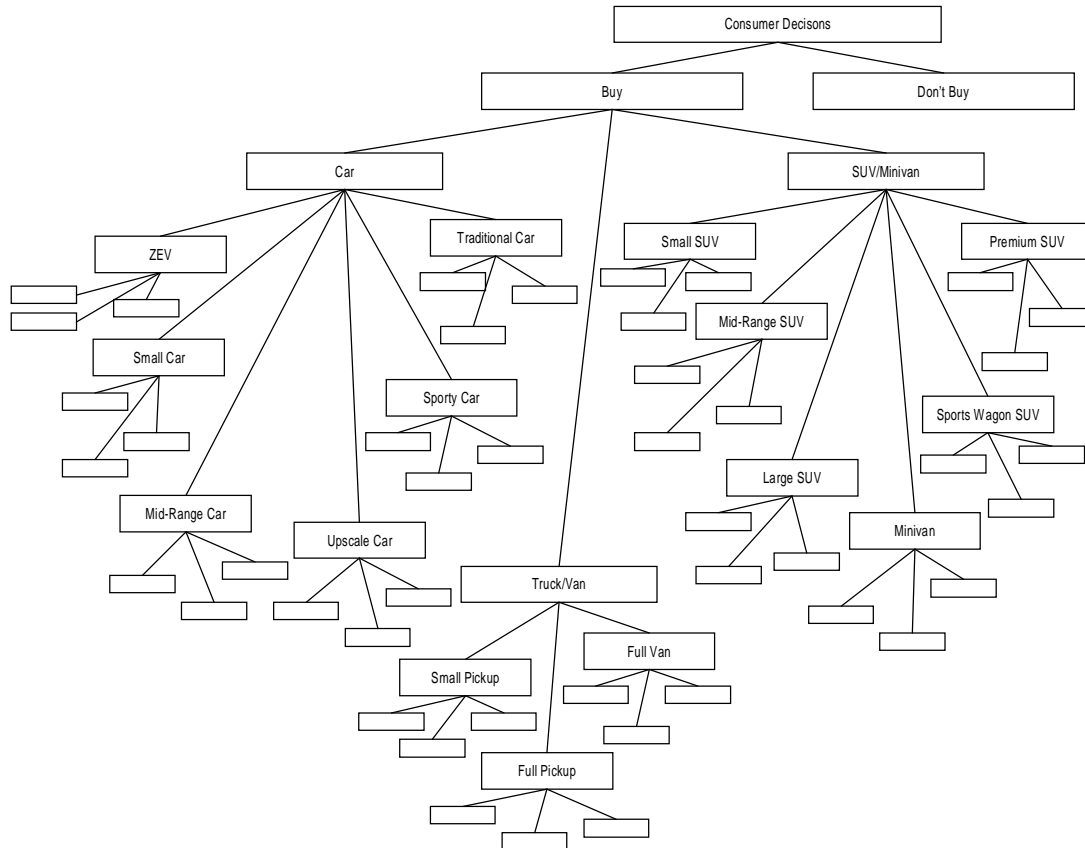 Consumer Decisons
Buy
Don't Buy
Car
SUV/Minivan
ZEV
Traditional Car
Small SUV
Premium SUV
Mid-Range SUV
Small Car
Sporty Car
Sports Wagon SUV
Large SUV
Mid-Range Car
Upscale Car
Minivan
Truck/Van
Full Van
Small Pickup
Full Pickup